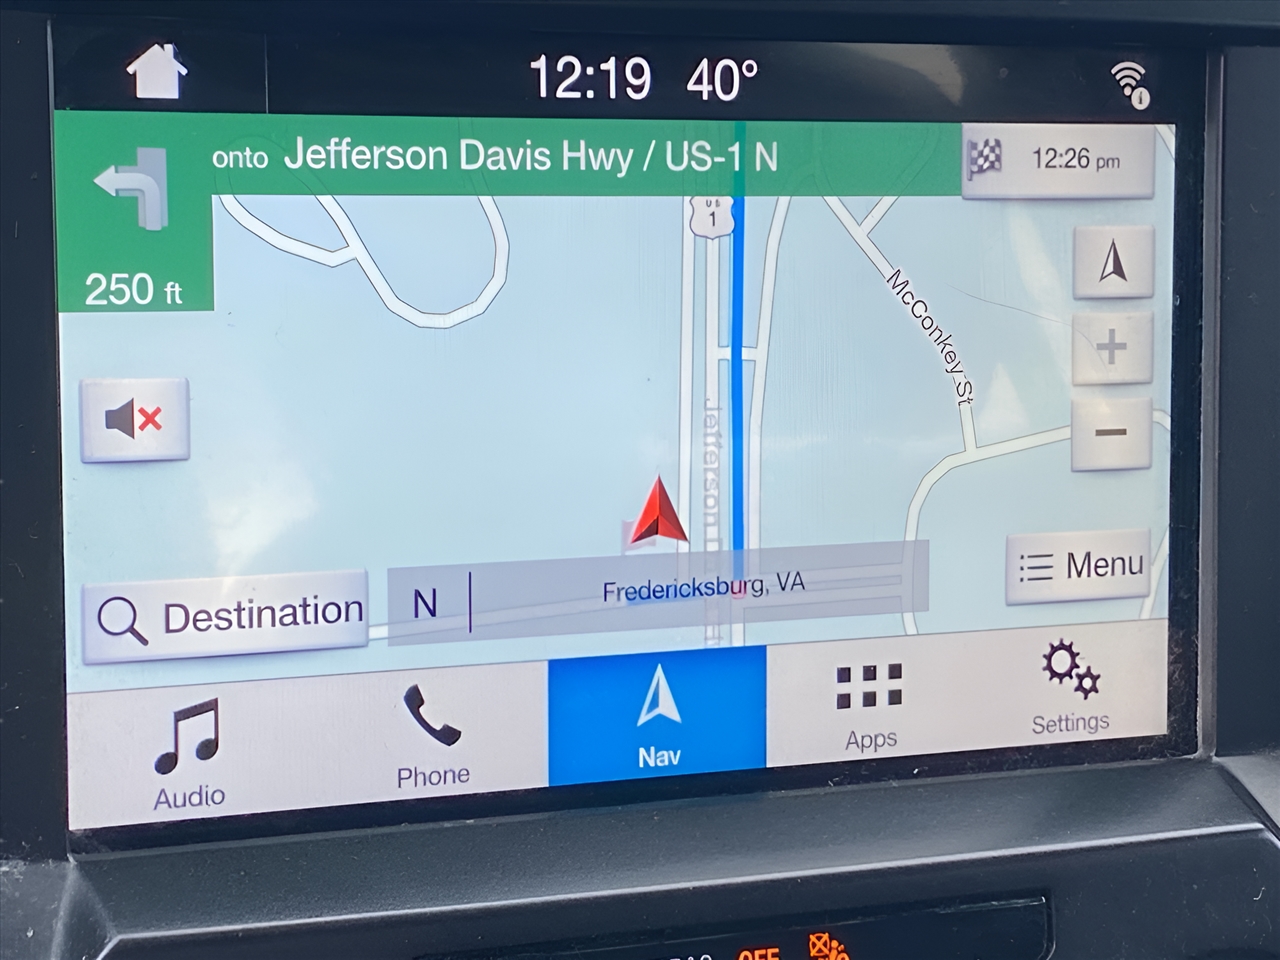 12:19 40°
onto Jefferson Davis Hwy / US-1 N
12:26 pm
US
1
250 ft
McConkey St
Jefferson
Destination
N
Fredericksburg, VA
Menu
Audio
Phone
Nav
Apps
Settings
OFF